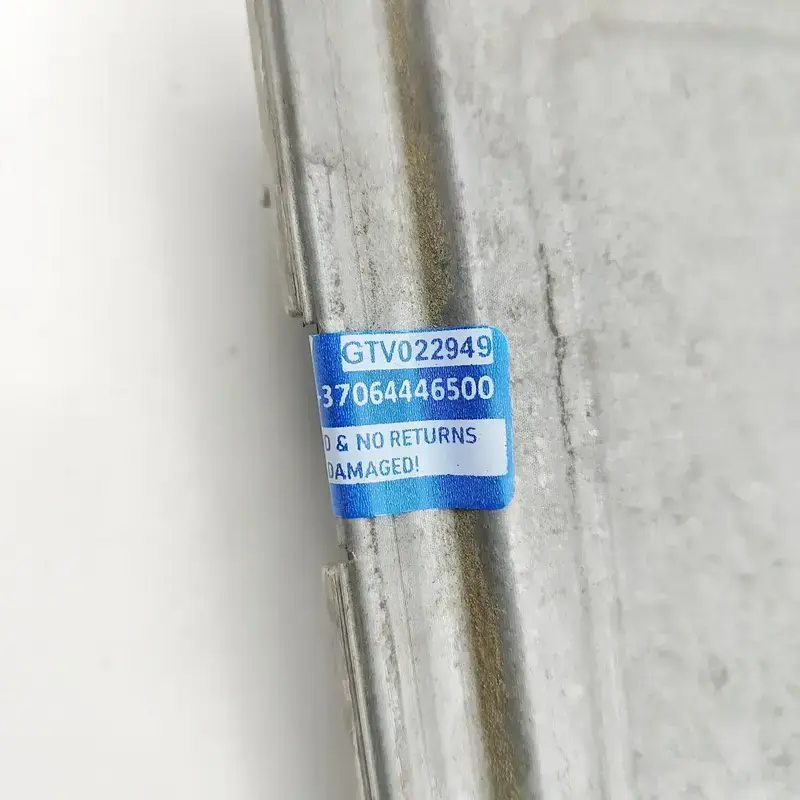 GTV022949
37064446500
D & NO RETURNS
DAMAGED!